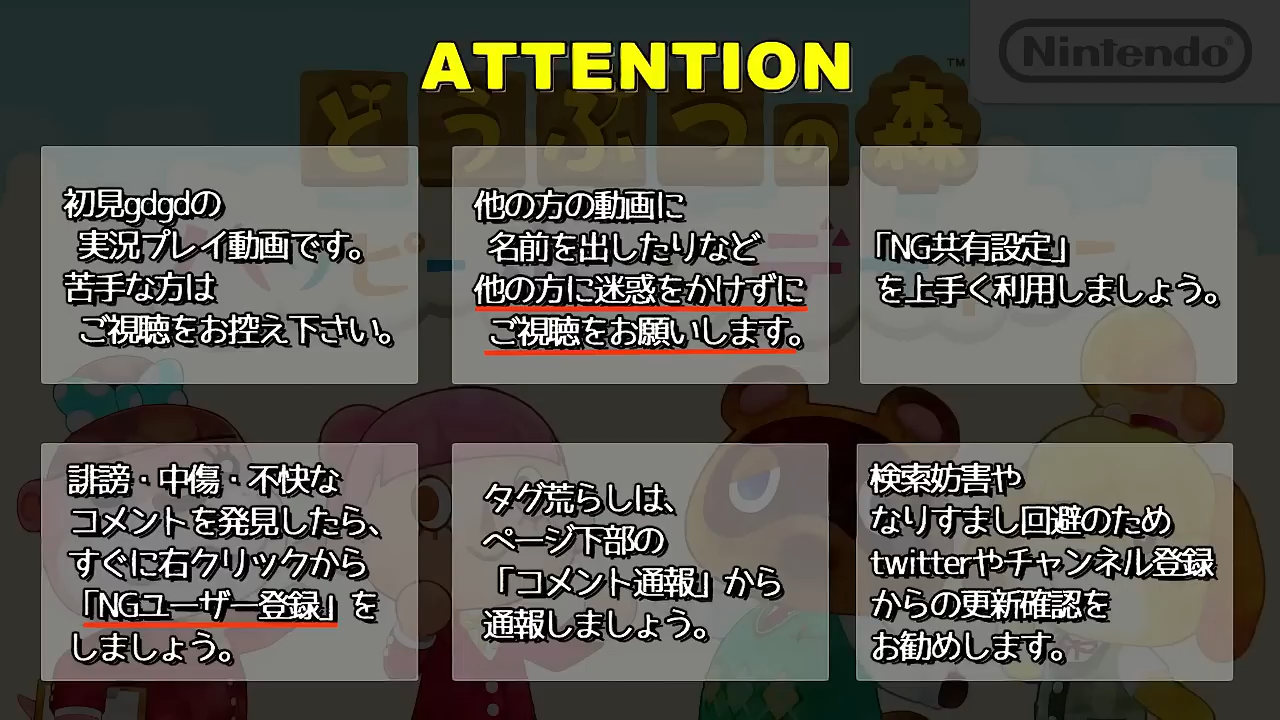 ATTENTION
Nintendo
どうぶつの森
初見gdgdの
実況プレイ動画です。
苦手な方は
ご視聴をお控え下さい。
他の方の動画に
名前を出したりなど
他の方に迷惑をかけずに
ご視聴をお願いします。
「NG共有設定」
を上手く利用しましょう。
誹謗・中傷・不快な
コメントを発見したら、
すぐに右クリックから
「NGユーザー登録」を
しましょう。
タグ荒らしは、
ページ下部の
「コメント通報」から
通報しましょう。
検索妨害や
なりすまし回避のため
twitterやチャンネル登録
からの更新確認を
お勧めします。